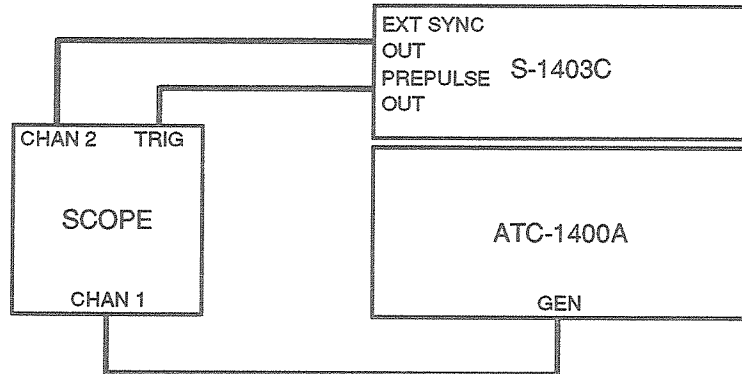 EXT SYNC
OUT
PREPULSE
OUT
S-1403C
CHAN 2
TRIG
SCOPE
CHAN 1
ATC-1400A
GEN